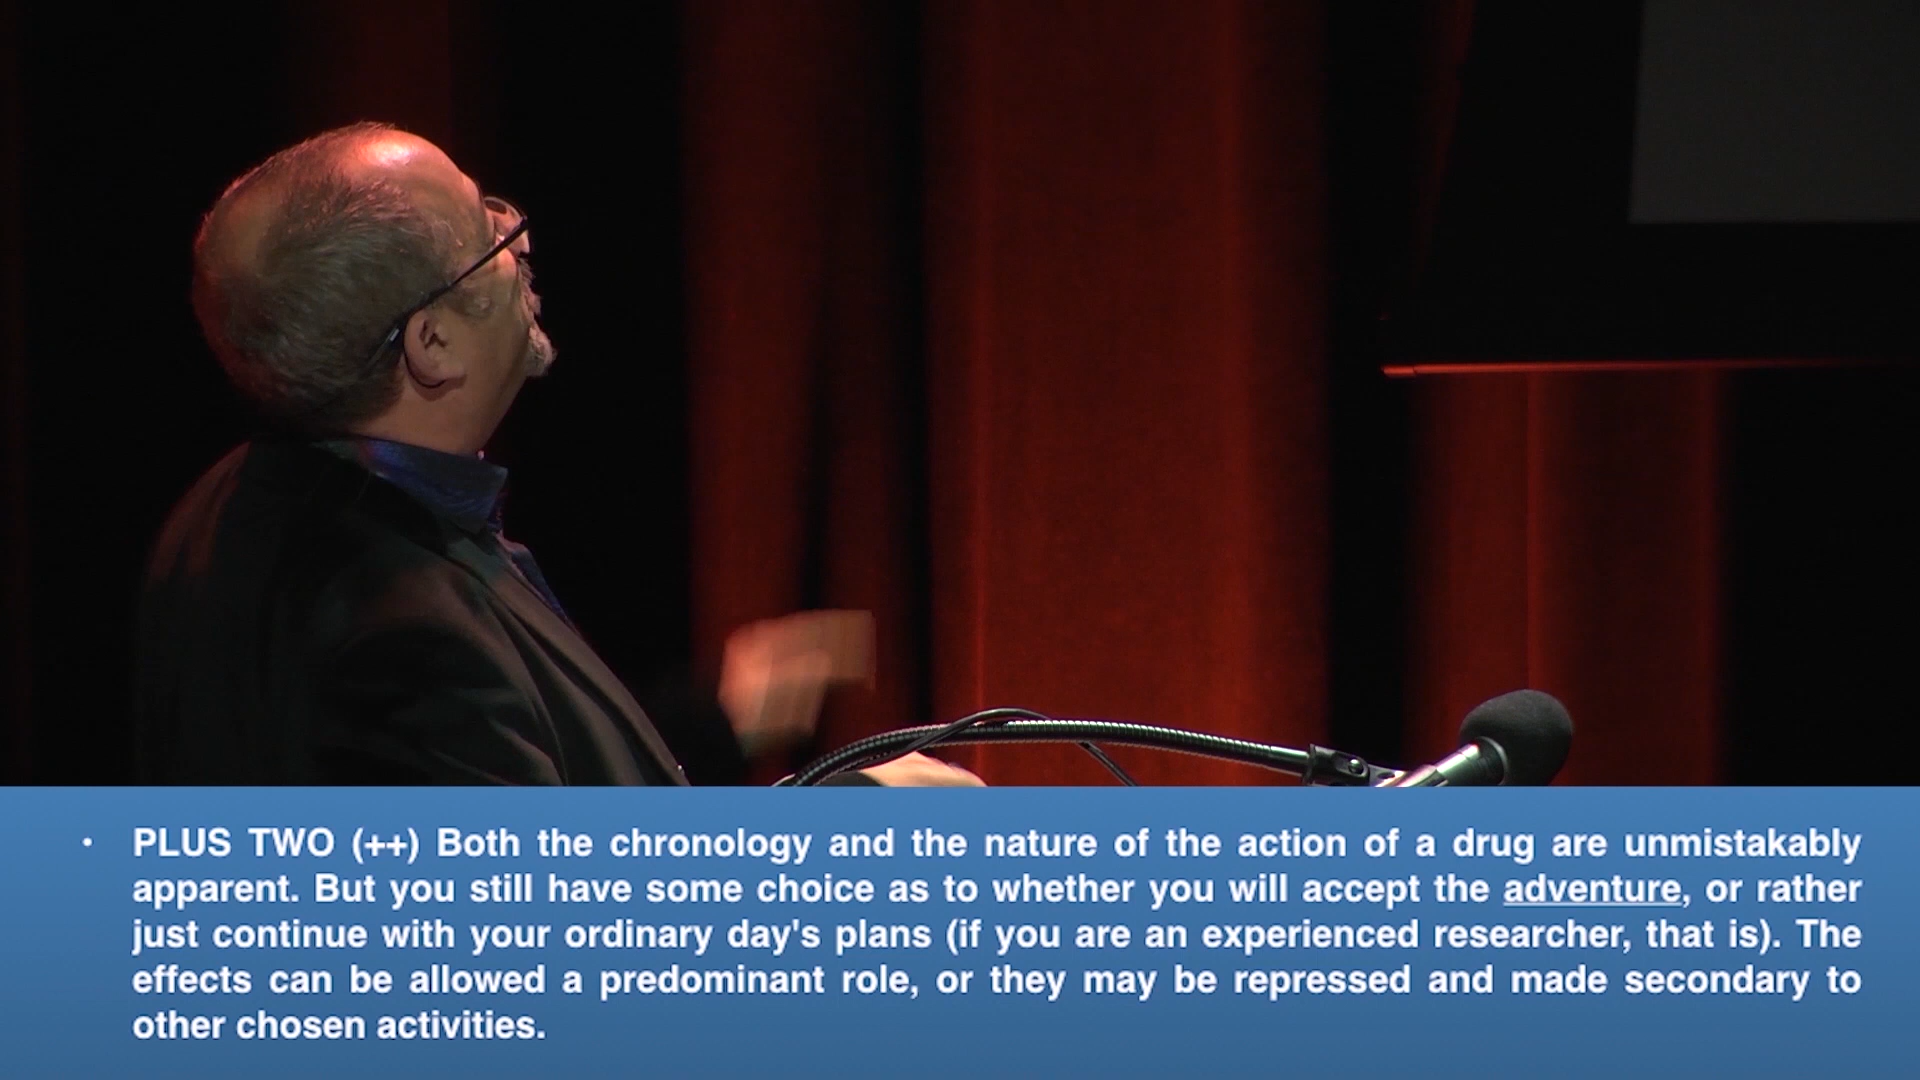 • PLUS TWO (++) Both the chronology and the nature of the action of a drug are unmistakably
apparent. But you still have some choice as to whether you will accept the adventure, or rather
just continue with your ordinary day's plans (if you are an experienced researcher, that is). The
effects can be allowed a predominant role, or they may be repressed and made secondary to
other chosen activities.